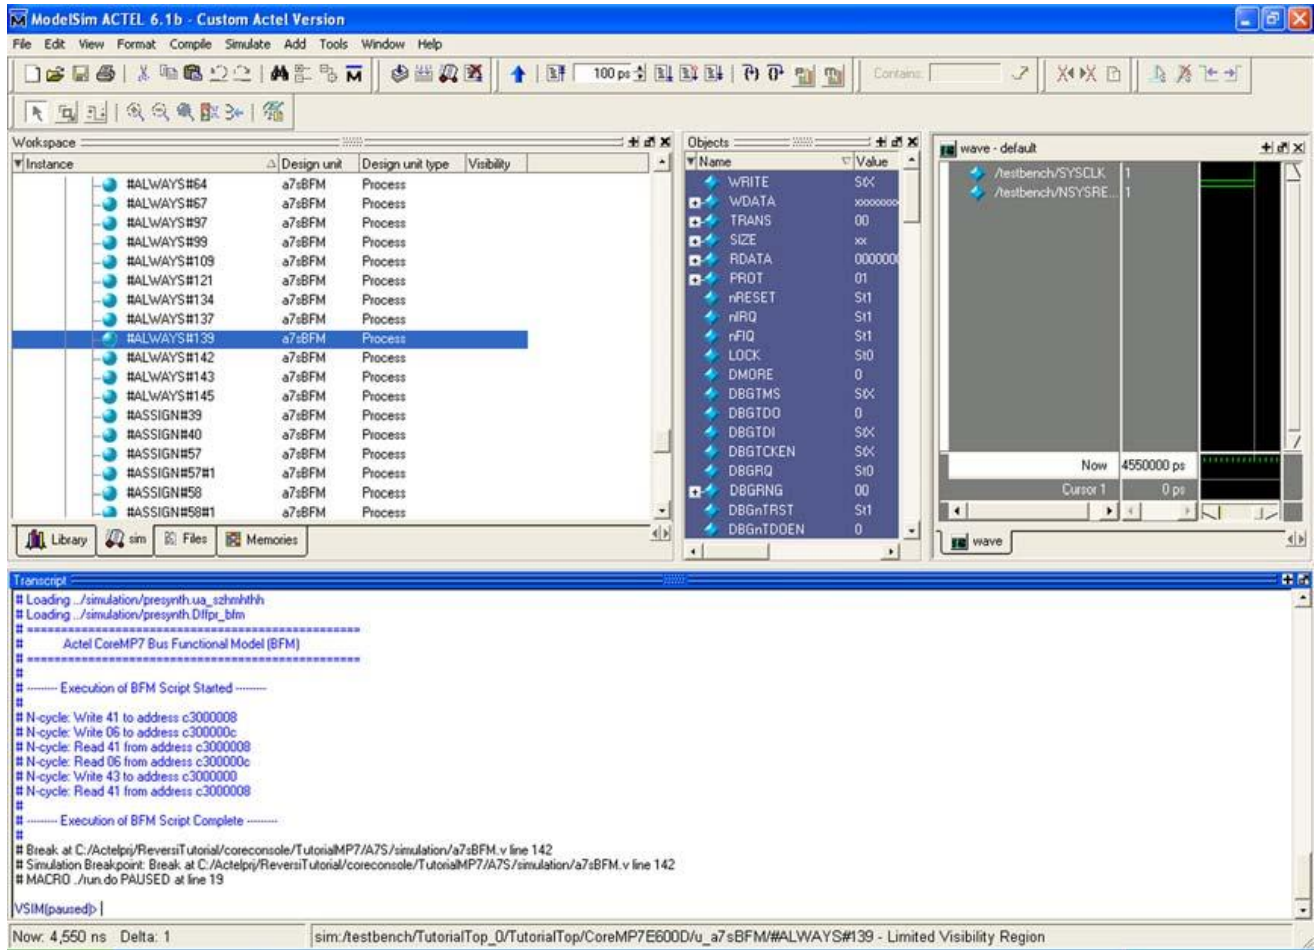 ModelSim ACTEL 6.1b - Custom Actel Version
File Edit View Format Compile Simulate Add Tools Window Help
100 ps
Contains:
Workspace
Instance Design unit Design unit type Visibility
#ALWAYS#64 a7sBFM Process
#ALWAYS#67 a7sBFM Process
#ALWAYS#97 a7sBFM Process
#ALWAYS#99 a7sBFM Process
#ALWAYS#109 a7sBFM Process
#ALWAYS#121 a7sBFM Process
#ALWAYS#134 a7sBFM Process
#ALWAYS#137 a7sBFM Process
#ALWAYS#139 a7sBFM Process
#ALWAYS#142 a7sBFM Process
#ALWAYS#143 a7sBFM Process
#ALWAYS#145 a7sBFM Process
#ASSIGN#39 a7sBFM Process
#ASSIGN#40 a7sBFM Process
#ASSIGN#57 a7sBFM Process
#ASSIGN#57#1 a7sBFM Process
#ASSIGN#58 a7sBFM Process
#ASSIGN#58#1 a7sBFM Process
Library sim Files Memories
Objects
Name Value
WRITE StX
WDATA xxxxxxxx
TRANS 00
SIZE xx
RDATA 0000000
PROT 01
nRESET St1
nIRQ St1
nFIQ St1
LOCK St0
DMORE 0
DBGTMS StX
DBGTDO 0
DBGTDI StX
DBGTCKEN StX
DBGRQ St0
DBGRNG 00
DBGnTRST St1
DBGnTDOEN 0
wave - default
/testbench/SYSCLK 1
/testbench/NSYSRE... 1
Now 4550000 ps
Cursor 1 0 ps
wave
Transcript
# Loading ../simulation/presynth.ua_szhmhthh
# Loading ../simulation/presynth.Dffpr_bfm
# =================================================
# Actel CoreMP7 Bus Functional Model (BFM)
# =================================================
#
# --------- Execution of BFM Script Started ---------
#
# N-cycle: Write 41 to address c3000008
# N-cycle: Write 06 to address c300000c
# N-cycle: Read 41 from address c3000008
# N-cycle: Read 06 from address c300000c
# N-cycle: Write 43 to address c3000000
# N-cycle: Read 41 from address c3000008
#
# --------- Execution of BFM Script Complete ---------
#
# Break at C:/Actelprj/ReversiTutorial/coreconsole/TutorialMP7/A7S/simulation/a7sBFM.v line 142
# Simulation Breakpoint: Break at C:/Actelprj/ReversiTutorial/coreconsole/TutorialMP7/A7S/simulation/a7sBFM.v line 142
# MACRO ./run.do PAUSED at line 19
VSIM(paused)>
Now: 4,550 ns Delta: 1 sim:/testbench/TutorialTop_0/TutorialTop/CoreMP7E600D/u_a7sBFM/#ALWAYS#139 - Limited Visibility Region